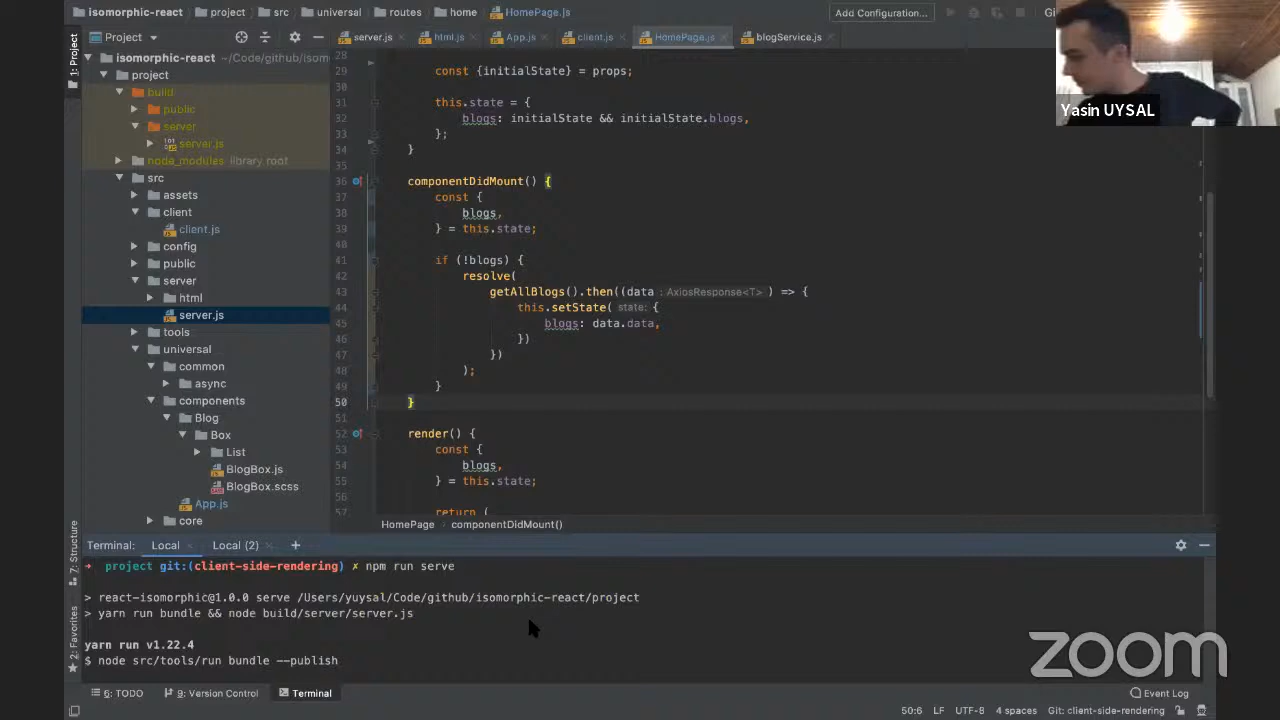 isomorphic-react project src universal routes home HomePage.js Add Configuration...
Project
server.js html.js App.js client.js HomePage.js blogService.js
1: Project
isomorphic-react ~/Code/github/isom
project
build
public
server
server.js
node_modules library root
src
assets
client
client.js
config
public
server
html
server.js
tools
universal
common
async
components
Blog
Box
List
BlogBox.js
BlogBox.scss
App.js
core
28
29 const {initialState} = props;
30
31 this.state = {
32 blogs: initialState && initialState.blogs,
33 };
34 }
35
36 componentDidMount() {
37 const {
38 blogs,
39 } = this.state;
40
41 if (!blogs) {
42 resolve(
43 getAllBlogs().then((data : AxiosResponse<T> ) => {
44 this.setState( state: {
45 blogs: data.data,
46 })
47 })
48 );
49 }
50 }
51
52 render() {
53 const {
54 blogs,
55 } = this.state;
56
57 return (
HomePage componentDidMount()
Yasin UYSAL
7: Structure
2: Favorites
Terminal: Local Local (2) +
→ project git:(client-side-rendering) ✗ npm run serve
> react-isomorphic@1.0.0 serve /Users/yuysal/Code/github/isomorphic-react/project
> yarn run bundle && node build/server/server.js
yarn run v1.22.4
$ node src/tools/run bundle --publish
zoom
6: TODO 9: Version Control Terminal Event Log
50:6 LF UTF-8 4 spaces Git: client-side-rendering